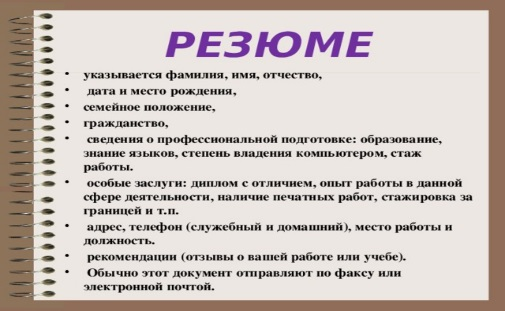 РЕЗЮМЕ
• указывается фамилия, имя, отчество,
• дата и место рождения,
• семейное положение,
• гражданство,
• сведения о профессиональной подготовке: образование,
знание языков, степень владения компьютером, стаж
работы.
• особые заслуги: диплом с отличием, опыт работы в данной
сфере деятельности, наличие печатных работ, стажировка за
границей и т.п.
• адрес, телефон (служебный и домашний), место работы и
должность.
• рекомендации (отзывы о вашей работе или учебе).
• Обычно этот документ отправляют по факсу или
электронной почтой.